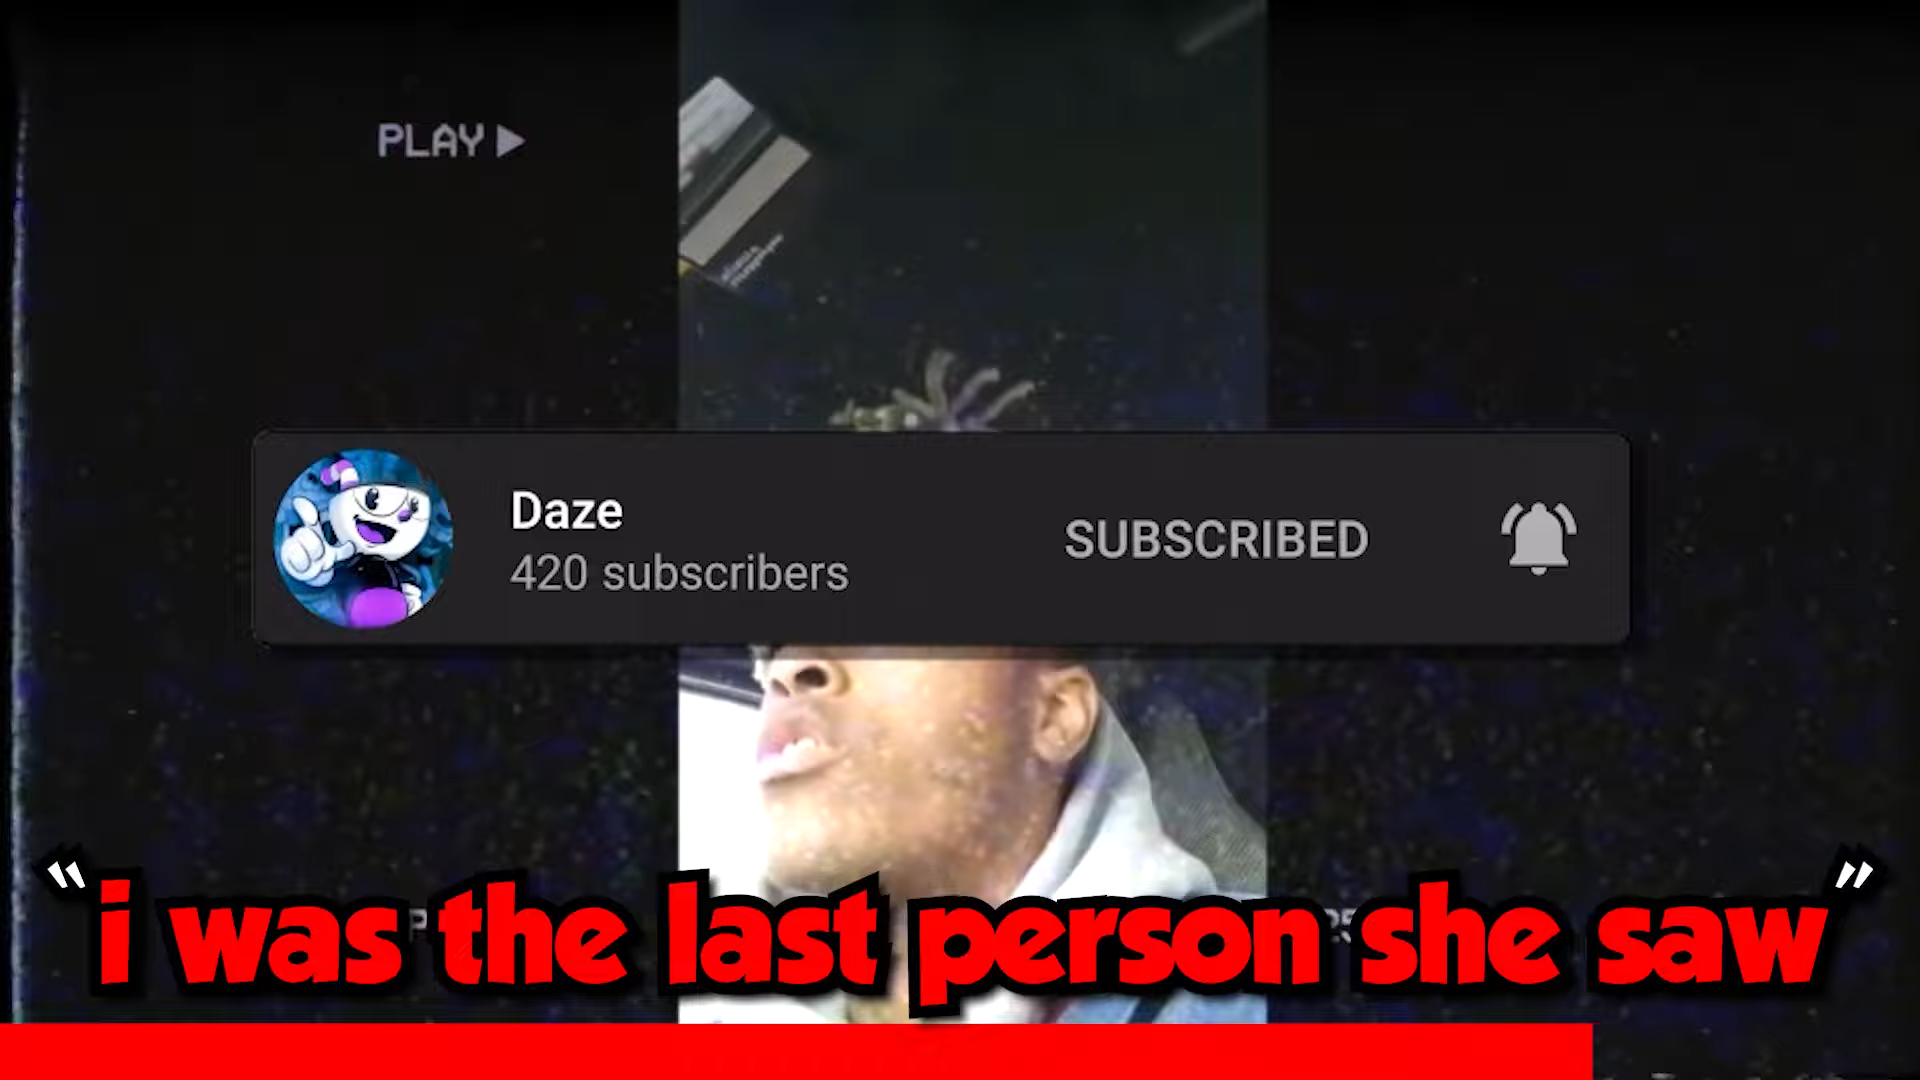 PLAY
Daze
420 subscribers
SUBSCRIBED
“i was the last person she saw”